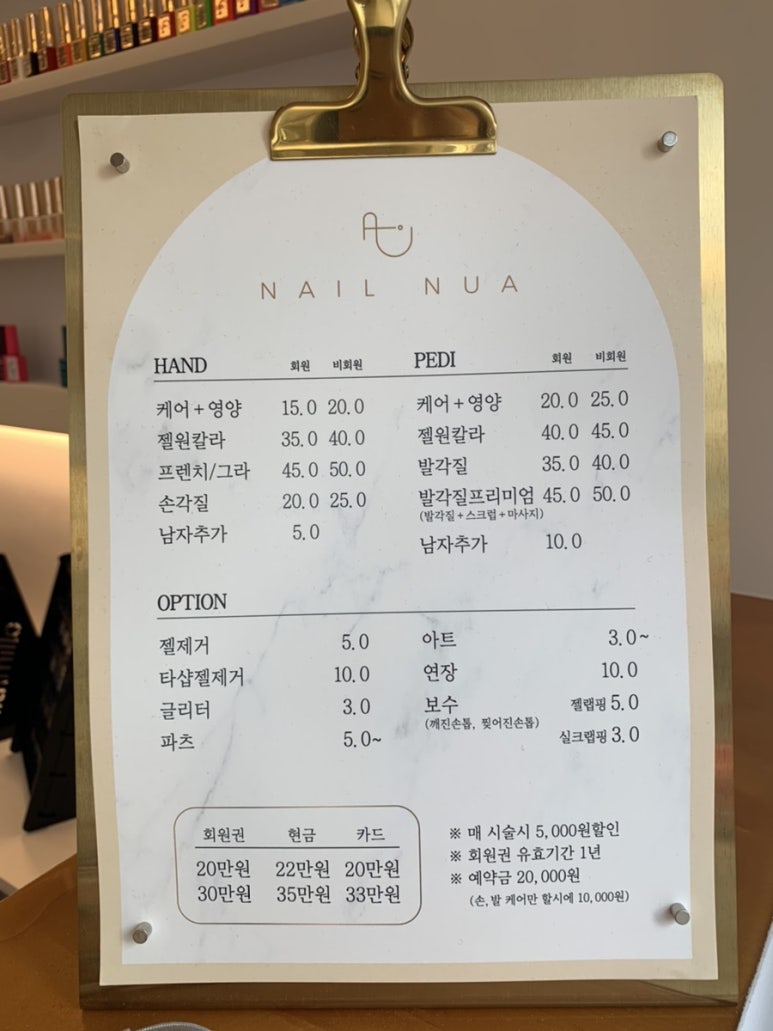 NAIL NUA
HAND 회원 비회원
케어+영양 15.0 20.0
젤원칼라 35.0 40.0
프렌치/그라 45.0 50.0
손각질 20.0 25.0
남자추가 5.0
PEDI 회원 비회원
케어+영양 20.0 25.0
젤원칼라 40.0 45.0
발각질 35.0 40.0
발각질프리미엄 45.0 50.0
(발각질+스크럽+마사지)
남자추가 10.0
OPTION
젤제거 5.0
타샵젤제거 10.0
글리터 3.0
파츠 5.0~
아트 3.0~
연장 10.0
보수 젤랩핑 5.0
(깨진손톱, 찢어진손톱)
실크랩핑 3.0
회원권 현금 카드
20만원 22만원 20만원
30만원 35만원 33만원
※ 매 시술시 5,000원할인
※ 회원권 유효기간 1년
※ 예약금 20,000원
(손,발 케어만 할시에 10,000원)